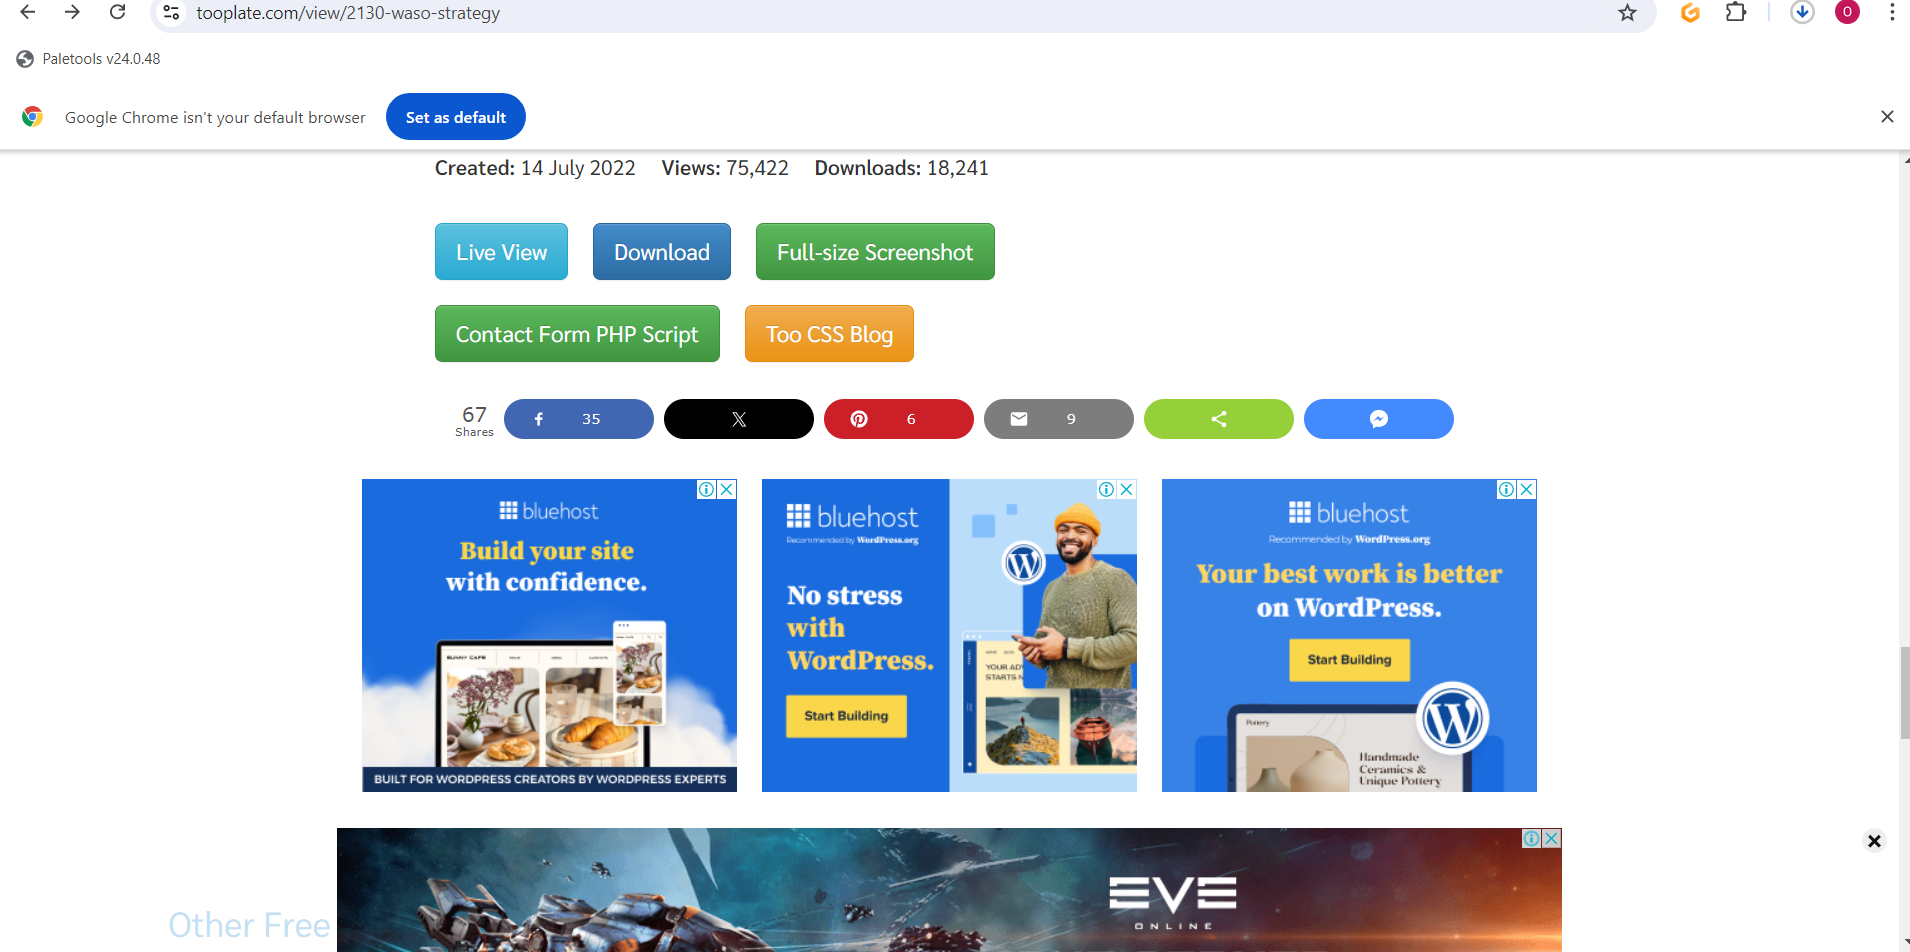 tooplate.com/view/2130-waso-strategy
O
Paletools v24.0.48
Google Chrome isn't your default browser
Set as default
Created: 14 July 2022 Views: 75,422 Downloads: 18,241
Live View
Download
Full-size Screenshot
Contact Form PHP Script
Too CSS Blog
67
Shares
35
6
9
bluehost
Build your site
with confidence.
SUNNY CAFE
BUILT FOR WORDPRESS CREATORS BY WORDPRESS EXPERTS
bluehost
Recommended by WordPress.org
No stress
with
WordPress.
Start Building
YOUR AD
STARTS N
bluehost
Recommended by WordPress.org
Your best work is better
on WordPress.
Start Building
Pottery
Handmade
Ceramics &
Unique Pottery
EVE
ONLINE
Other Free